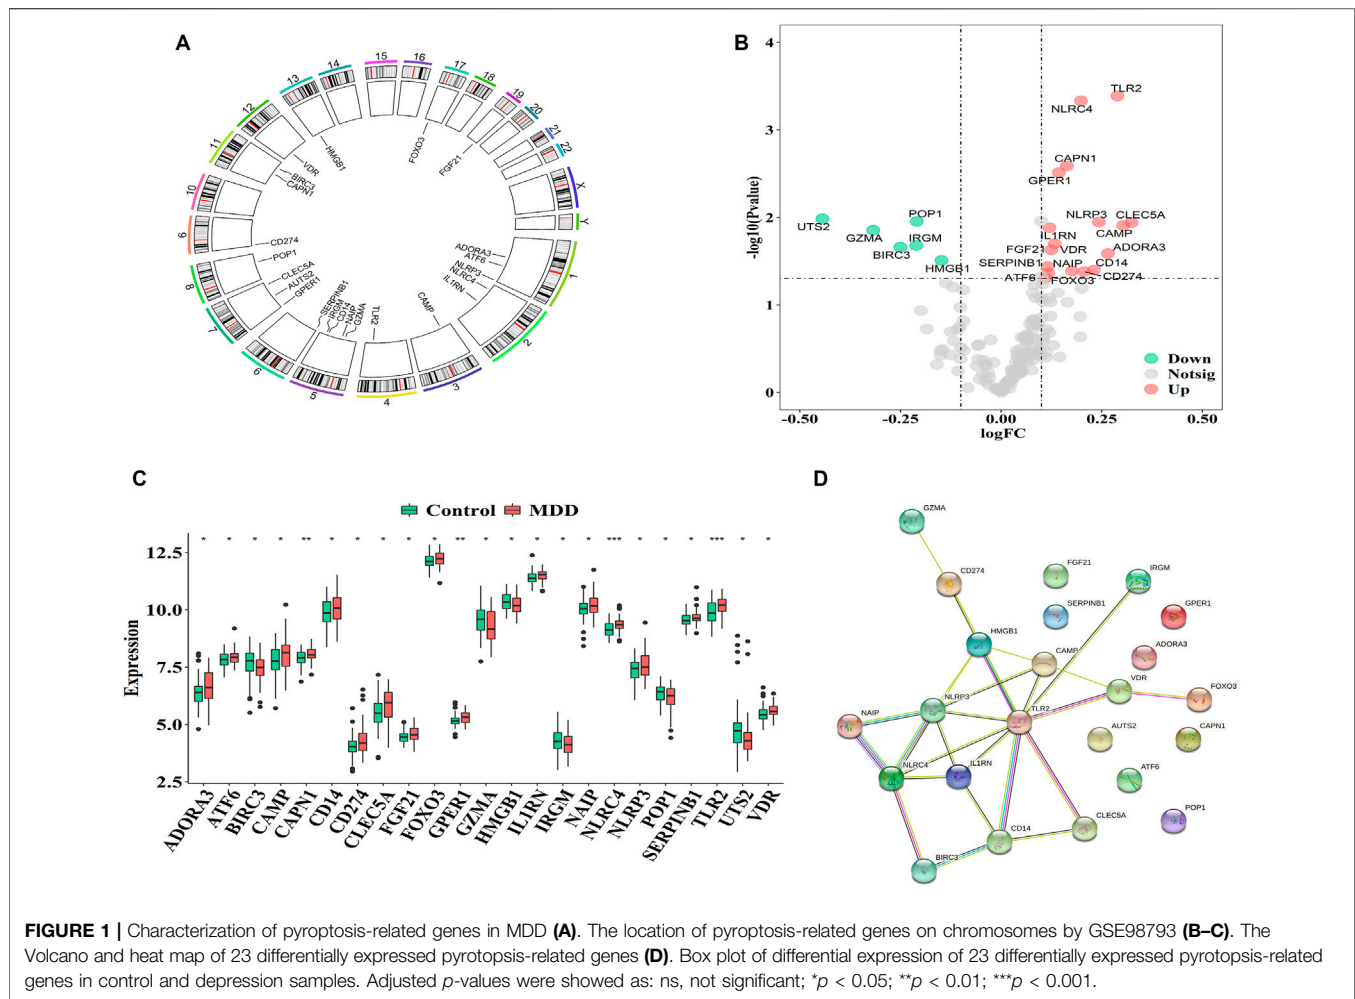 A
1
2
3
4
5
6
7
8
9
10
11
12
13
14
15
16
17
18
19
20
21
22
X
Y
HMGB1
VDR
BIRC3
CAPN1
FOXO3
FGF21
CD274
POP1
CLEC5A
AUTS2
GPER1
SERPINB1
IRGM
CD14
NAIP
GZMA
TLR2
CAMP
ADORA3
ATF6
NLRP3
NLRC4
IL1RN
B
-log10(Pvalue)
4
3
2
1
0
TLR2
NLRC4
CAPN1
GPER1
UTS2
GZMA
POP1
IRGM
BIRC3
HMGB1
NLRP3
CLEC5A
IL1RN
CAMP
FGF21
VDR
ADORA3
SERPINB1
NAIP
CD14
ATF6
FOXO3
CD274
Down
Notsig
Up
-0.50
-0.25
0.00
0.25
0.50
logFC
C
Control
MDD
* * * * ** * * * * * ** * * * * * *** * * * *** * *
Expression
12.5
10.0
7.5
5.0
2.5
ADORA3
ATF6
BIRC3
CAMP
CAPN1
CD14
CD274
CLEC5A
FGF21
FOXO3
GPER1
GZMA
HMGB1
IL1RN
IRGM
NAIP
NLRC4
NLRP3
POP1
SERPINB1
TLR2
UTS2
VDR
D
GZMA
CD274
FGF21
IRGM
SERPINB1
GPER1
HMGB1
CAMP
ADORA3
VDR
FOXO3
NLRP3
TLR2
NAIP
AUTS2
CAPN1
NLRC4
IL1RN
ATF6
POP1
CD14
CLEC5A
BIRC3
FIGURE 1 | Characterization of pyroptosis-related genes in MDD (A). The location of pyroptosis-related genes on chromosomes by GSE98793 (B–C). The
Volcano and heat map of 23 differentially expressed pyrotopsis-related genes (D). Box plot of differential expression of 23 differentially expressed pyrotopsis-related
genes in control and depression samples. Adjusted p-values were showed as: ns, not significant; *p < 0.05; **p < 0.01; ***p < 0.001.